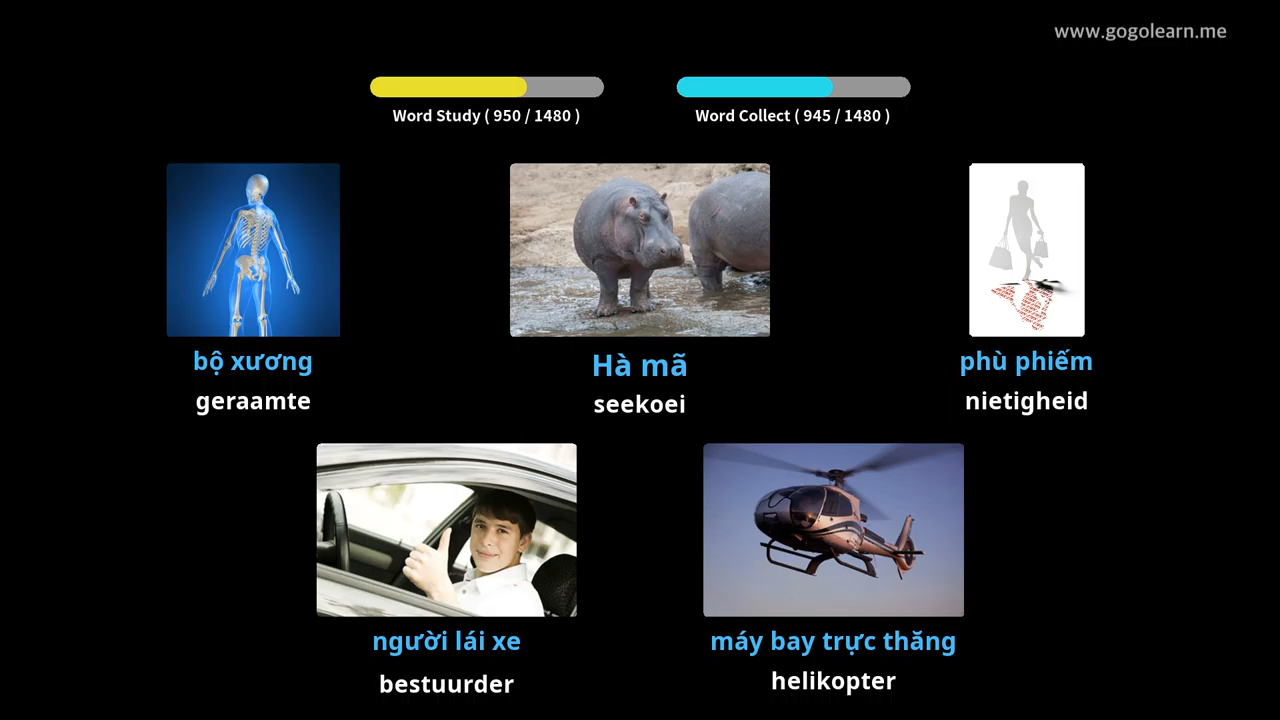 www.gogolearn.me
Word Study ( 950 / 1480 )
Word Collect ( 945 / 1480 )
bộ xương
geraamte
Hà mã
seekoei
phù phiếm
nietigheid
người lái xe
bestuurder
máy bay trực thăng
helikopter